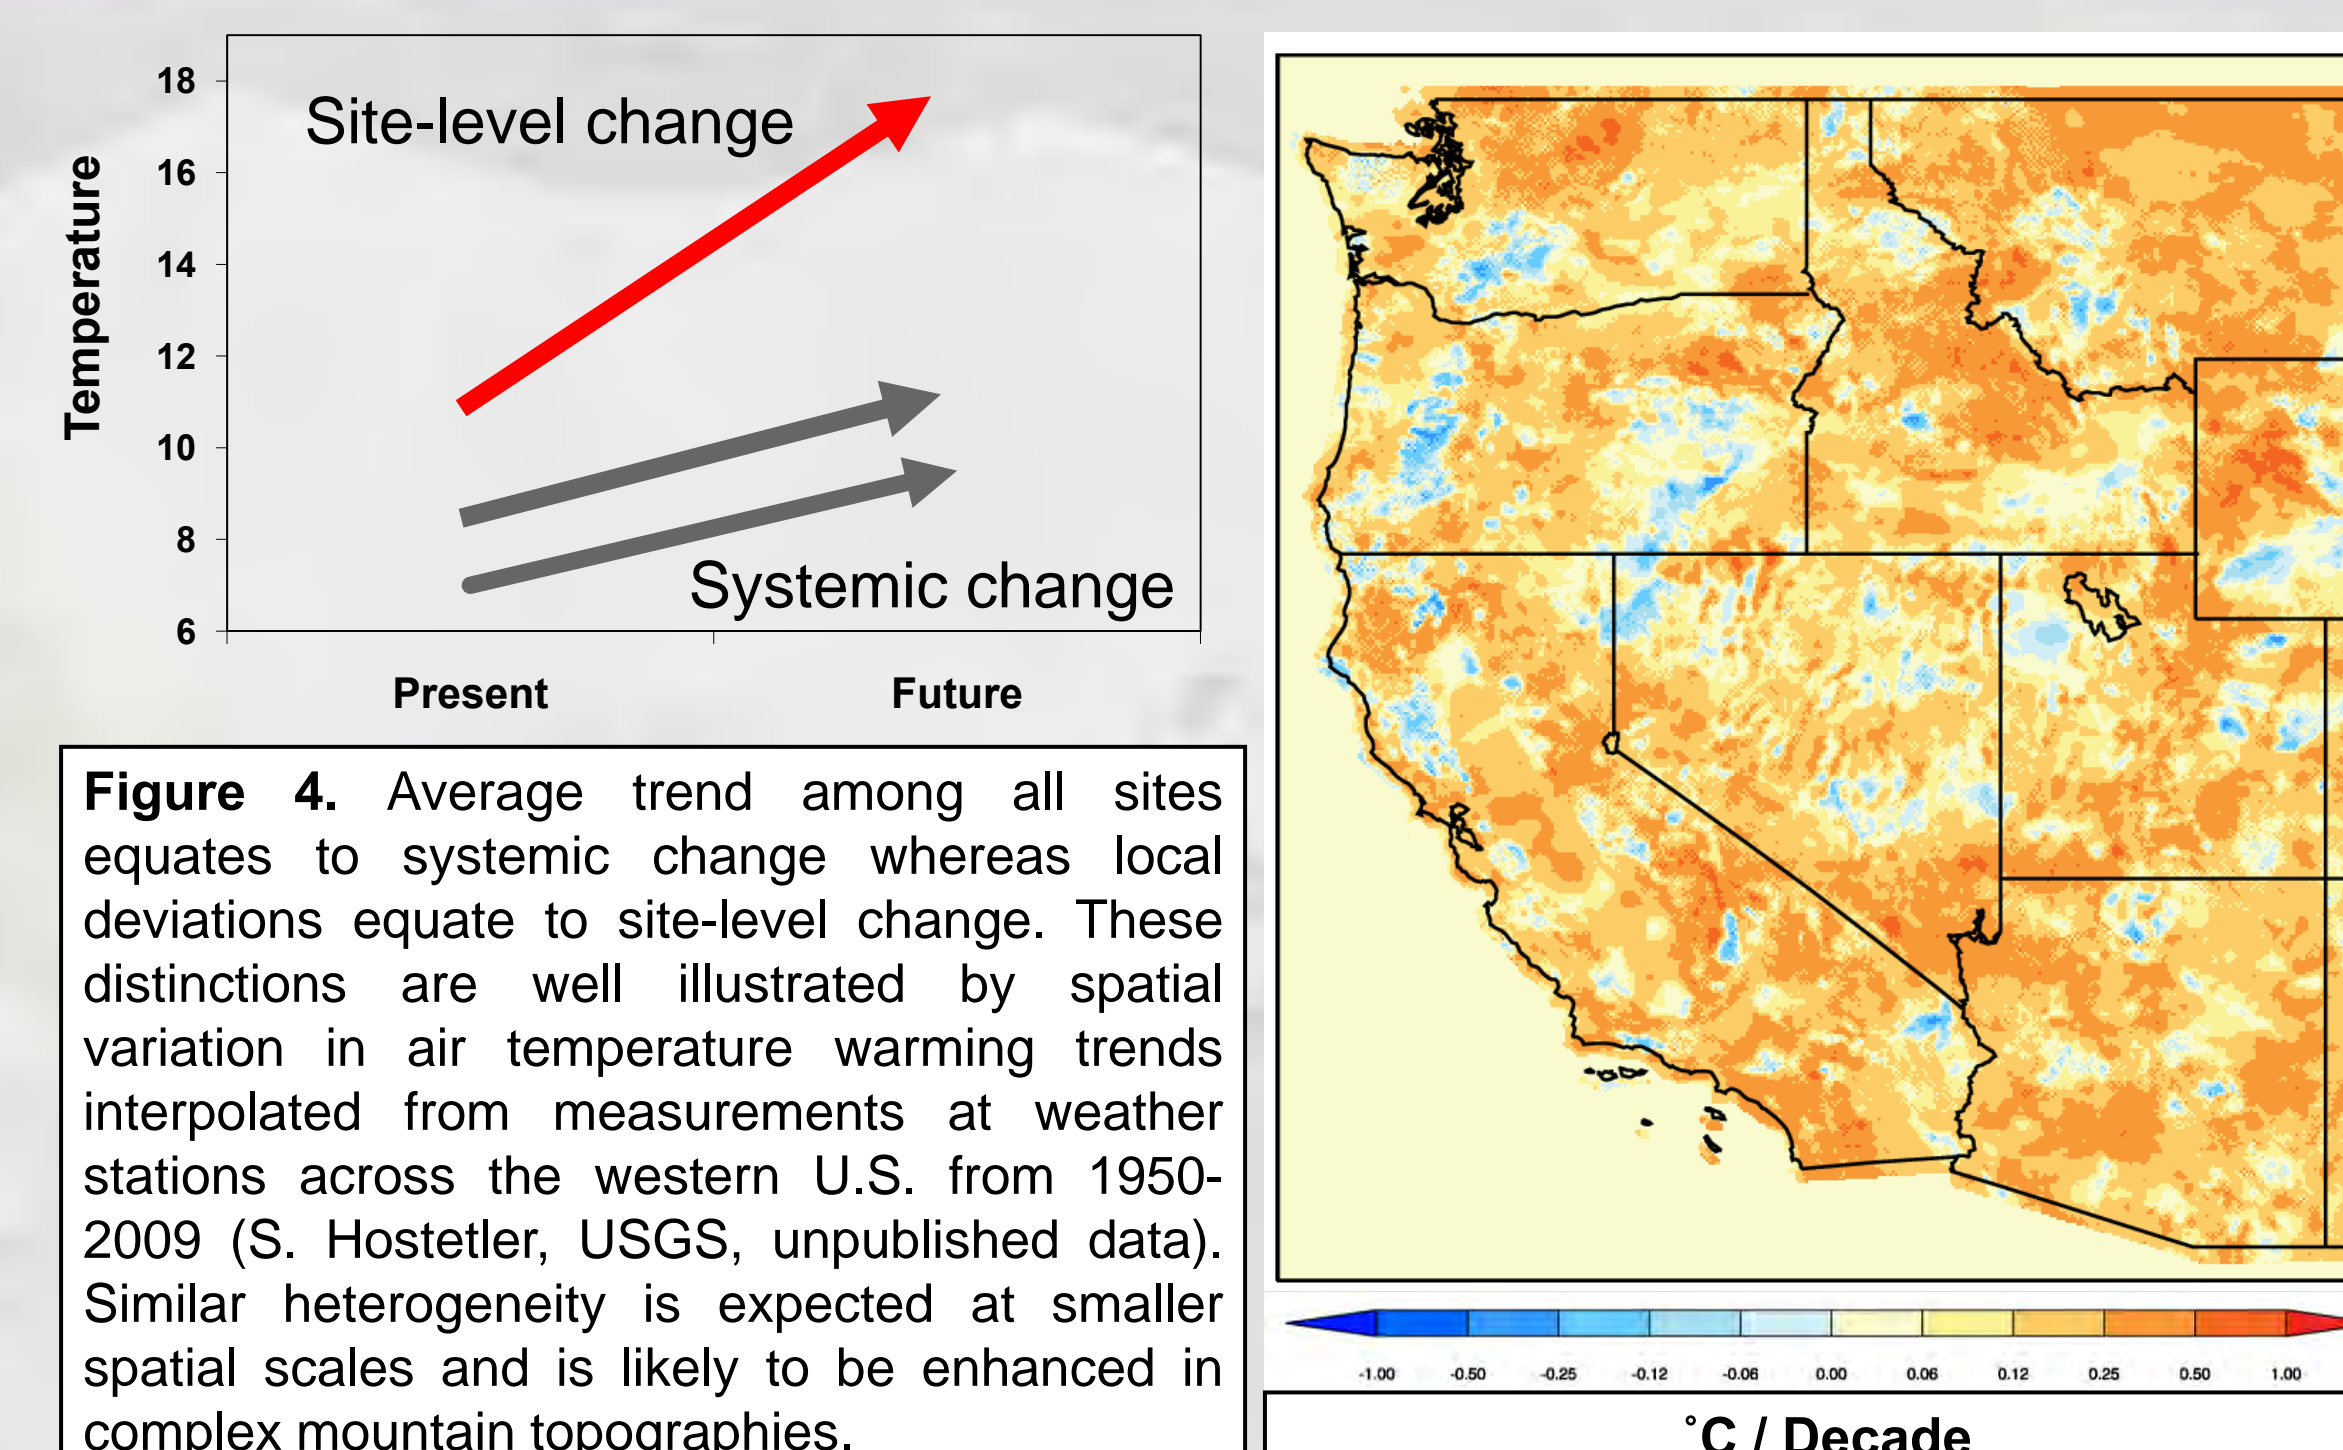 18
16
14
12
10
8
6
Temperature
Site-level change
Systemic change
Present
Future
Figure 4. Average trend among all sites
equates to systemic change whereas local
deviations equate to site-level change. These
distinctions are well illustrated by spatial
variation in air temperature warming trends
interpolated from measurements at weather
stations across the western U.S. from 1950-
2009 (S. Hostetler, USGS, unpublished data).
Similar heterogeneity is expected at smaller
spatial scales and is likely to be enhanced in
complex mountain topographies.
-1.00 -0.50 -0.25 -0.12 -0.06 0.00 0.06 0.12 0.25 0.50 1.00
˚C / Decade